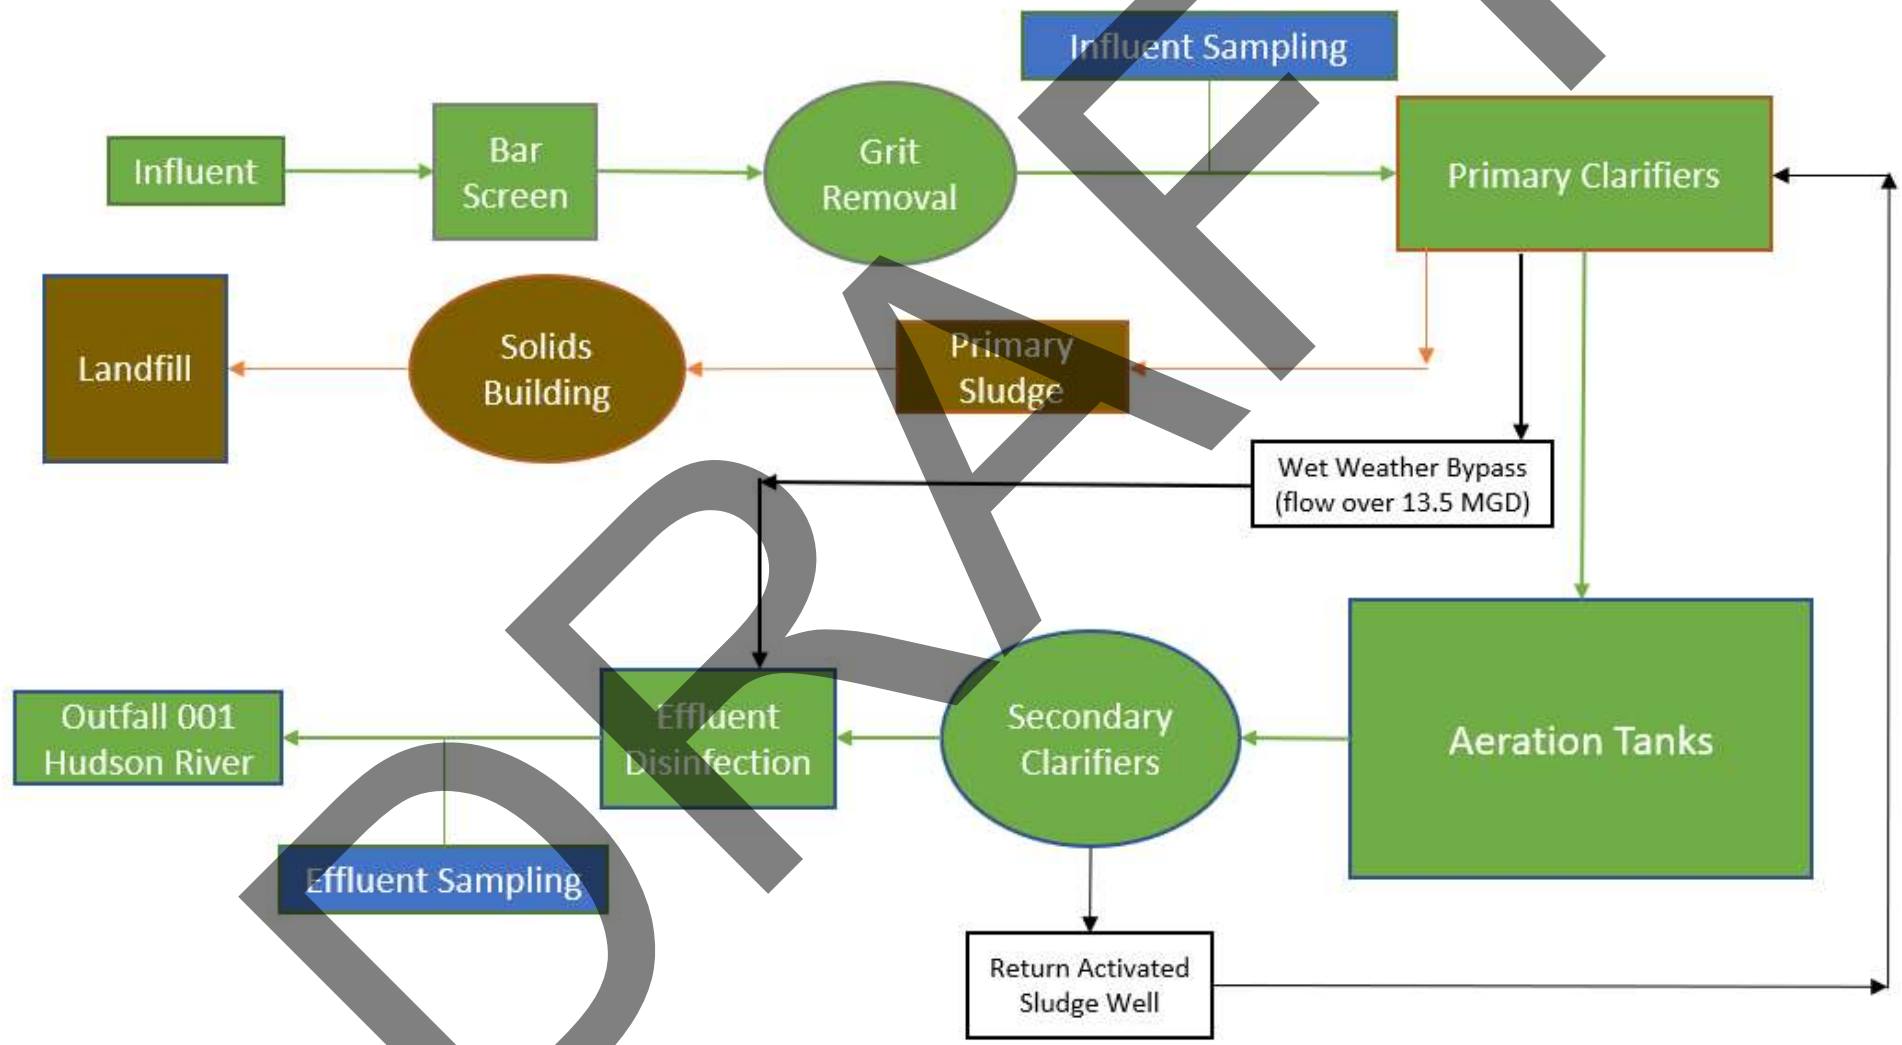 Influent Sampling
Influent
Bar
Screen
Grit
Removal
Primary Clarifiers
Landfill
Solids
Building
Primary
Sludge
Wet Weather Bypass
(flow over 13.5 MGD)
Outfall 001
Hudson River
Effluent
Disinfection
Secondary
Clarifiers
Aeration Tanks
Effluent Sampling
Return Activated
Sludge Well
DRAFT